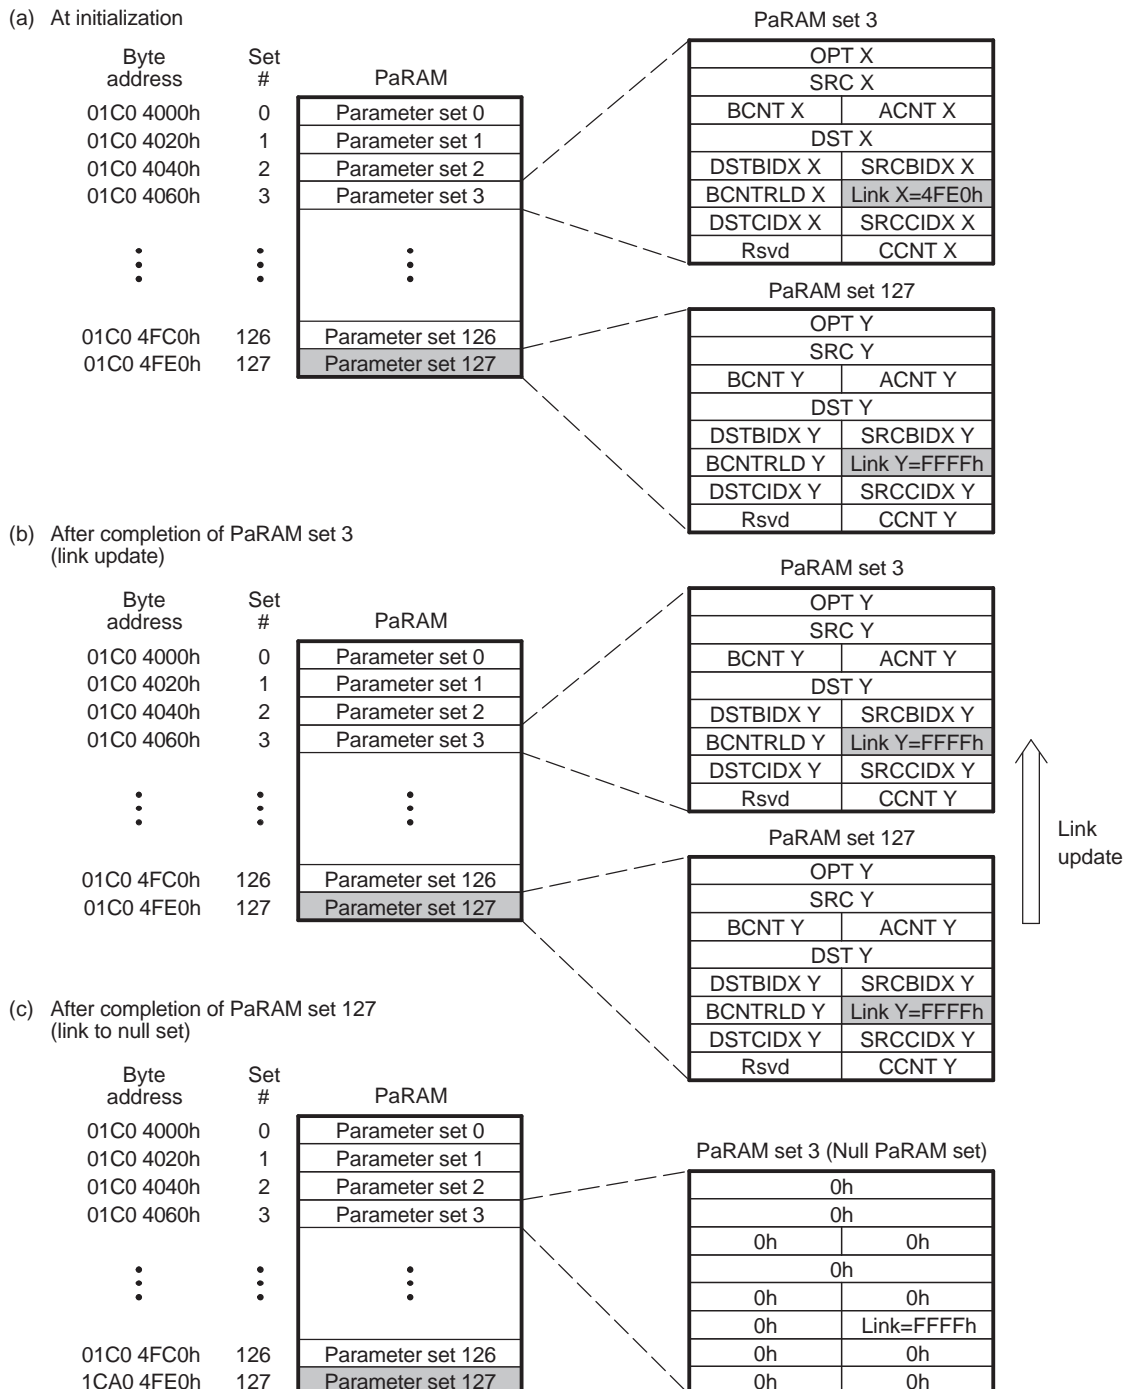 (a) At initialization
Byte address Set # PaRAM
01C0 4000h 0 Parameter set 0
01C0 4020h 1 Parameter set 1
01C0 4040h 2 Parameter set 2
01C0 4060h 3 Parameter set 3
01C0 4FC0h 126 Parameter set 126
01C0 4FE0h 127 Parameter set 127
PaRAM set 3
OPT X
SRC X
BCNT X ACNT X
DST X
DSTBIDX X SRCBIDX X
BCNTRLD X Link X=4FE0h
DSTCIDX X SRCCIDX X
Rsvd CCNT X
PaRAM set 127
OPT Y
SRC Y
BCNT Y ACNT Y
DST Y
DSTBIDX Y SRCBIDX Y
BCNTRLD Y Link Y=FFFFh
DSTCIDX Y SRCCIDX Y
Rsvd CCNT Y
(b) After completion of PaRAM set 3
(link update)
Byte address Set # PaRAM
01C0 4000h 0 Parameter set 0
01C0 4020h 1 Parameter set 1
01C0 4040h 2 Parameter set 2
01C0 4060h 3 Parameter set 3
01C0 4FC0h 126 Parameter set 126
01C0 4FE0h 127 Parameter set 127
PaRAM set 3
OPT Y
SRC Y
BCNT Y ACNT Y
DST Y
DSTBIDX Y SRCBIDX Y
BCNTRLD Y Link Y=FFFFh
DSTCIDX Y SRCCIDX Y
Rsvd CCNT Y
PaRAM set 127
OPT Y
SRC Y
BCNT Y ACNT Y
DST Y
DSTBIDX Y SRCBIDX Y
BCNTRLD Y Link Y=FFFFh
DSTCIDX Y SRCCIDX Y
Rsvd CCNT Y
Link
update
(c) After completion of PaRAM set 127
(link to null set)
Byte address Set # PaRAM
01C0 4000h 0 Parameter set 0
01C0 4020h 1 Parameter set 1
01C0 4040h 2 Parameter set 2
01C0 4060h 3 Parameter set 3
01C0 4FC0h 126 Parameter set 126
1CA0 4FE0h 127 Parameter set 127
PaRAM set 3 (Null PaRAM set)
0h
0h
0h 0h
0h
0h 0h
0h Link=FFFFh
0h 0h
0h 0h